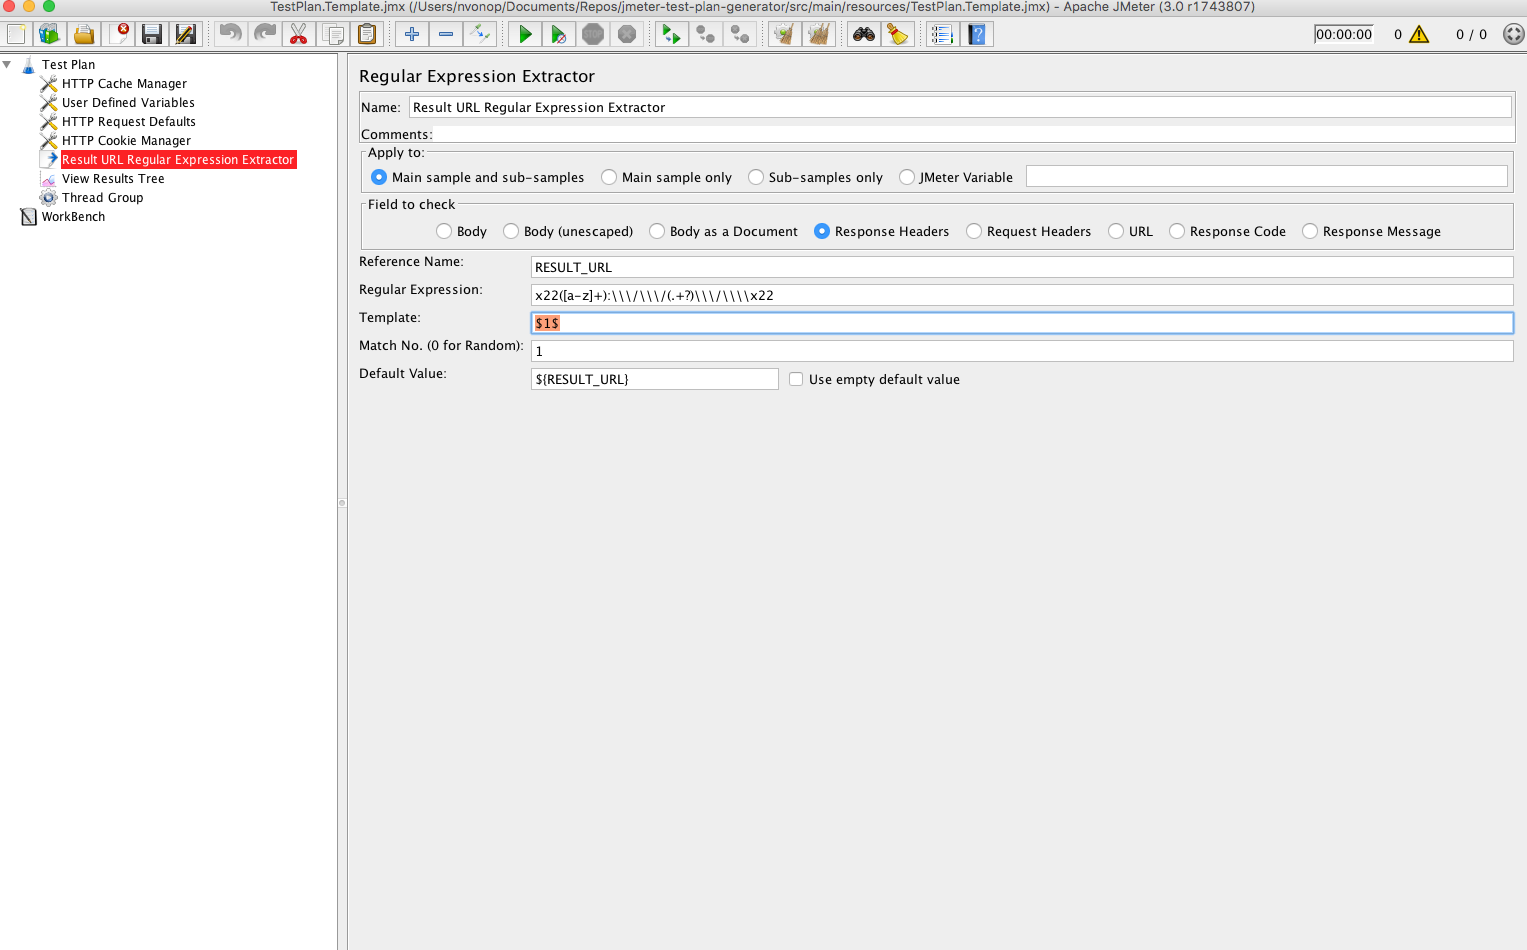 TestPlan.Template.jmx (/Users/nvonop/Documents/Repos/jmeter-test-plan-generator/src/main/resources/TestPlan.Template.jmx) - Apache JMeter (3.0 r1743807)
STOP
00:00:00 0 0 / 0
Test Plan
HTTP Cache Manager
User Defined Variables
HTTP Request Defaults
HTTP Cookie Manager
Result URL Regular Expression Extractor
View Results Tree
Thread Group
WorkBench
Regular Expression Extractor
Name: Result URL Regular Expression Extractor
Comments:
Apply to:
Main sample and sub-samples Main sample only Sub-samples only JMeter Variable
Field to check
Body Body (unescaped) Body as a Document Response Headers Request Headers URL Response Code Response Message
Reference Name: RESULT_URL
Regular Expression: x22([a-z]+):\\\/\\\/(.+?)\\\/\\\\x22
Template: $1$
Match No. (0 for Random): 1
Default Value: ${RESULT_URL} Use empty default value